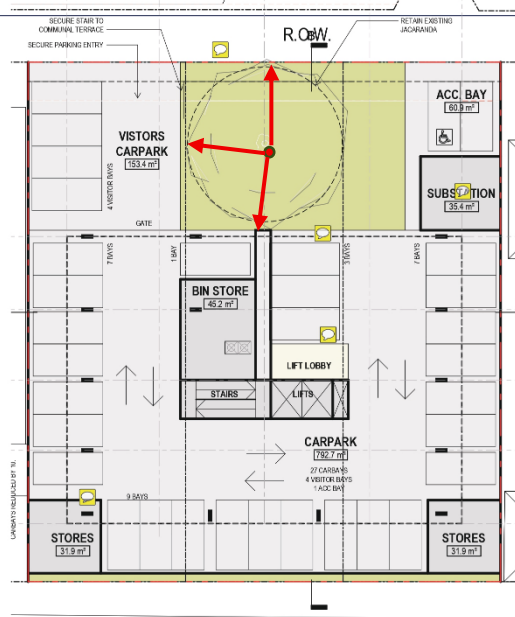 SECURE STAIR TO
COMMUNAL TERRACE
SECURE PARKING ENTRY
R.O.W.
RETAIN EXISTING
JACARANDA
ACC. BAY
60.9 m²
VISTORS
CARPARK
153.4 m²
4 VISITOR BAYS
35.4 m²
GATE
7 BAYS
1 BAY
7 BAYS
BIN STORE
45.2 m²
LIFT LOBBY
STAIRS
LIFTS
CARPARK
792.7 m²
27 CARBAYS
4 VISITOR BAYS
1 ACC BAY
9 BAYS
STORES
31.9 m²
STORES
31.9 m²